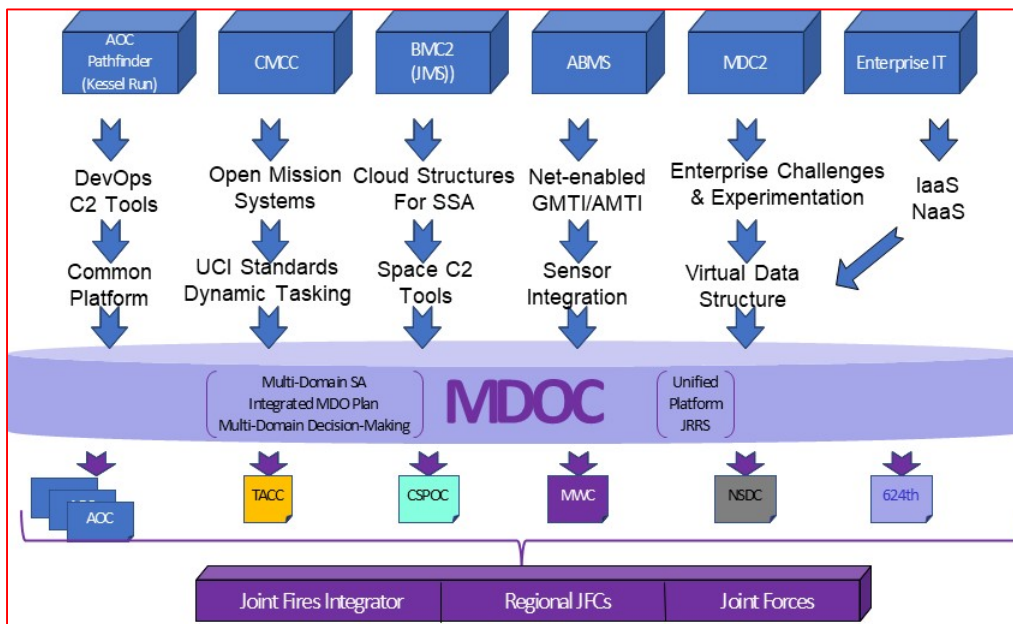 AOC
Pathfinder
(Kessel Run)
CMCC
BMC2
(JMS))
ABMS
MDC2
Enterprise IT
DevOps
C2 Tools
Open Mission
Systems
Cloud Structures
For SSA
Net-enabled
GMTI/AMTI
Enterprise Challenges
& Experimentation
IaaS
NaaS
Common
Platform
UCI Standards
Dynamic Tasking
Space C2
Tools
Sensor
Integration
Virtual Data
Structure
Multi-Domain SA
Integrated MDO Plan
Multi-Domain Decision-Making
MDOC
Unified
Platform
JRRS
AOC
TACC
CSPOC
MWC
NSDC
624th
Joint Fires Integrator
Regional JFCs
Joint Forces